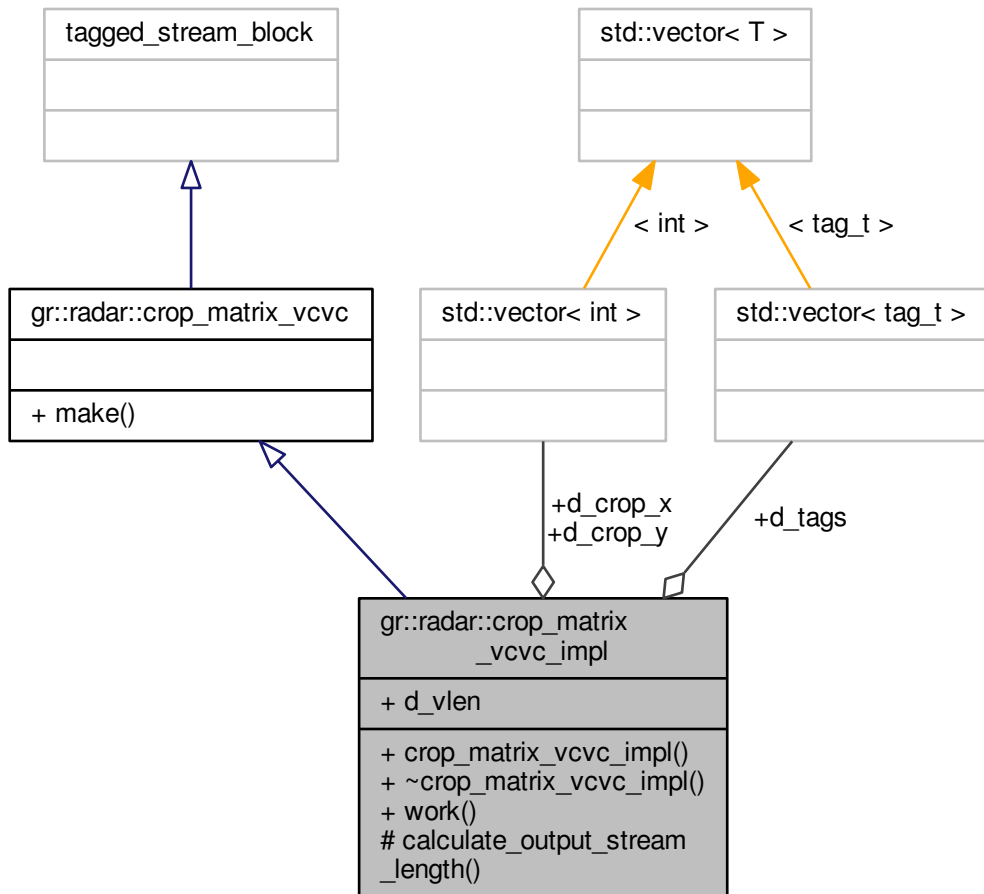 tagged_stream_block
std::vector< T >
< int >
< tag_t >
gr::radar::crop_matrix_vcvc
+ make()
std::vector< int >
std::vector< tag_t >
+d_crop_x
+d_crop_y
+d_tags
gr::radar::crop_matrix
_vcvc_impl
+ d_vlen
+ crop_matrix_vcvc_impl()
+ ~crop_matrix_vcvc_impl()
+ work()
# calculate_output_stream
_length()